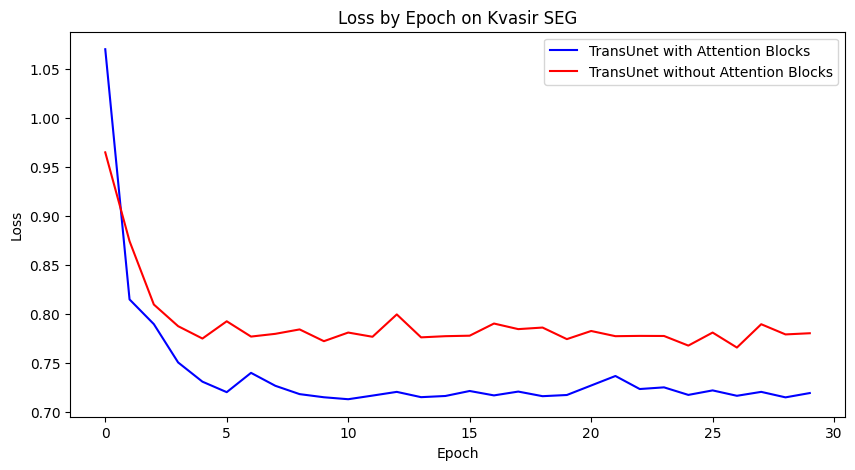 Loss by Epoch on Kvasir SEG
TransUnet with Attention Blocks
TransUnet without Attention Blocks
1.05
1.00
0.95
0.90
0.85
0.80
0.75
0.70
Loss
0 5 10 15 20 25 30
Epoch